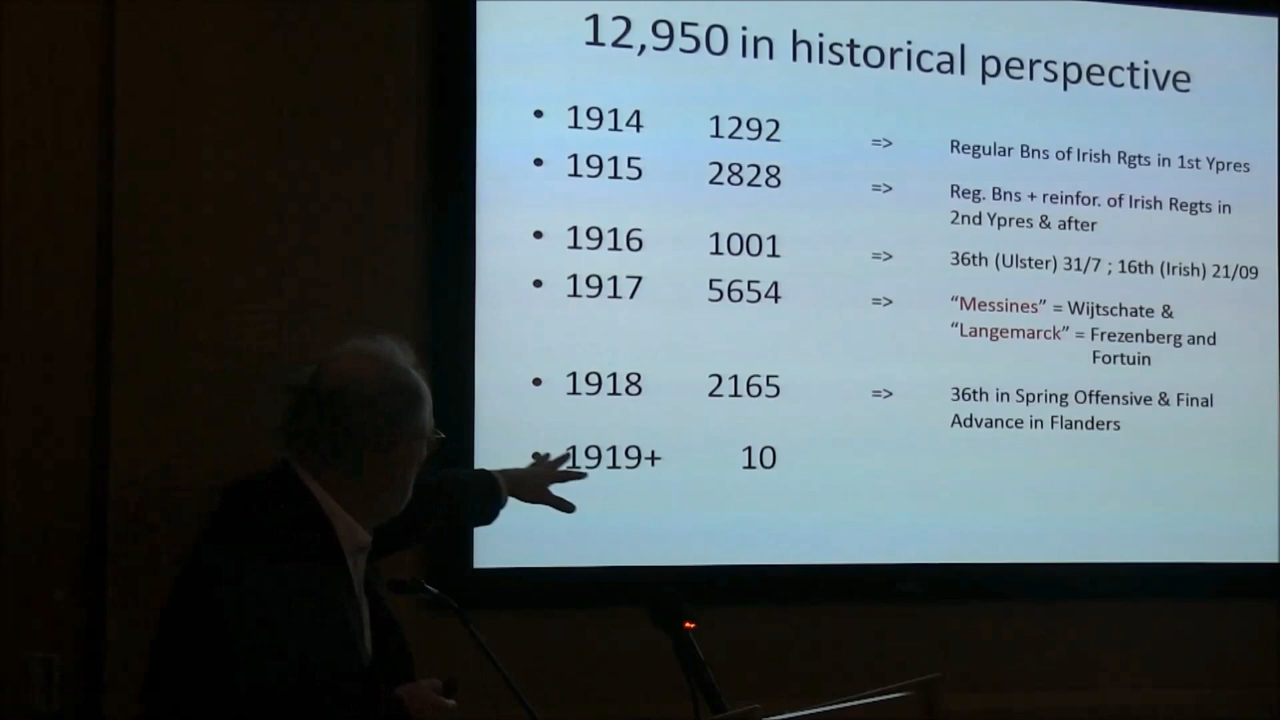 12,950 in historical perspective
• 1914 1292 => Regular Bns of Irish Rgts in 1st Ypres
• 1915 2828 => Reg. Bns + reinfor. of Irish Regts in
2nd Ypres & after
• 1916 1001 => 36th (Ulster) 31/7 ; 16th (Irish) 21/09
• 1917 5654 => “Messines” = Wijtschate &
“Langemarck” = Frezenberg and
Fortuin
• 1918 2165 => 36th in Spring Offensive & Final
Advance in Flanders
• 1919+ 10